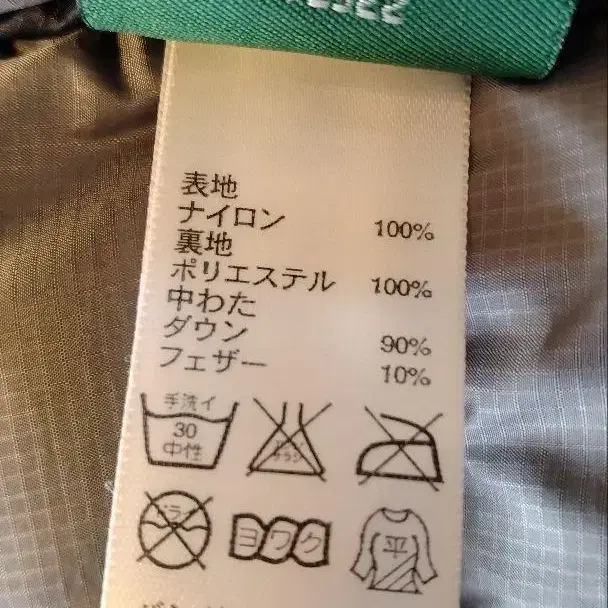 表地
ナイロン 100%
裏地
ポリエステル 100%
中わた
ダウン 90%
フェザー 10%
手洗イ
30
中性
エンソ
サラシ
ドライ
ヨワク
平